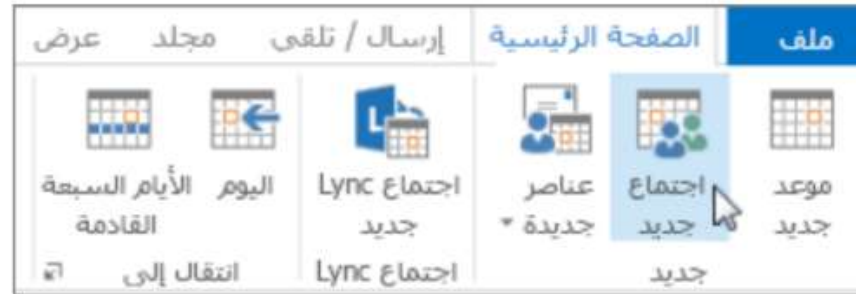 ملف الصفحة الرئيسية إرسال / تلقي مجلد عرض
موعد اجتماع عناصر اجتماع Lync اليوم الأيام السبعة
جديد جديد جديدة جديد القادمة
جديد اجتماع Lync انتقال إلى